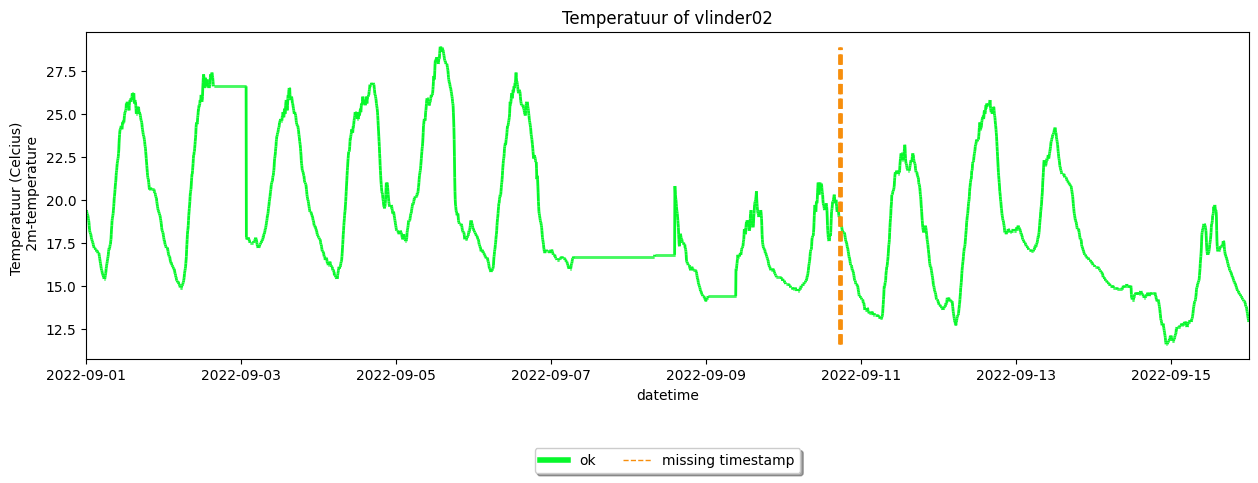 Temperatuur of vlinder02
Temperatuur (Celcius)
2m-temperature
27.5
25.0
22.5
20.0
17.5
15.0
12.5
2022-09-01
2022-09-03
2022-09-05
2022-09-07
2022-09-09
2022-09-11
2022-09-13
2022-09-15
datetime
ok
missing timestamp